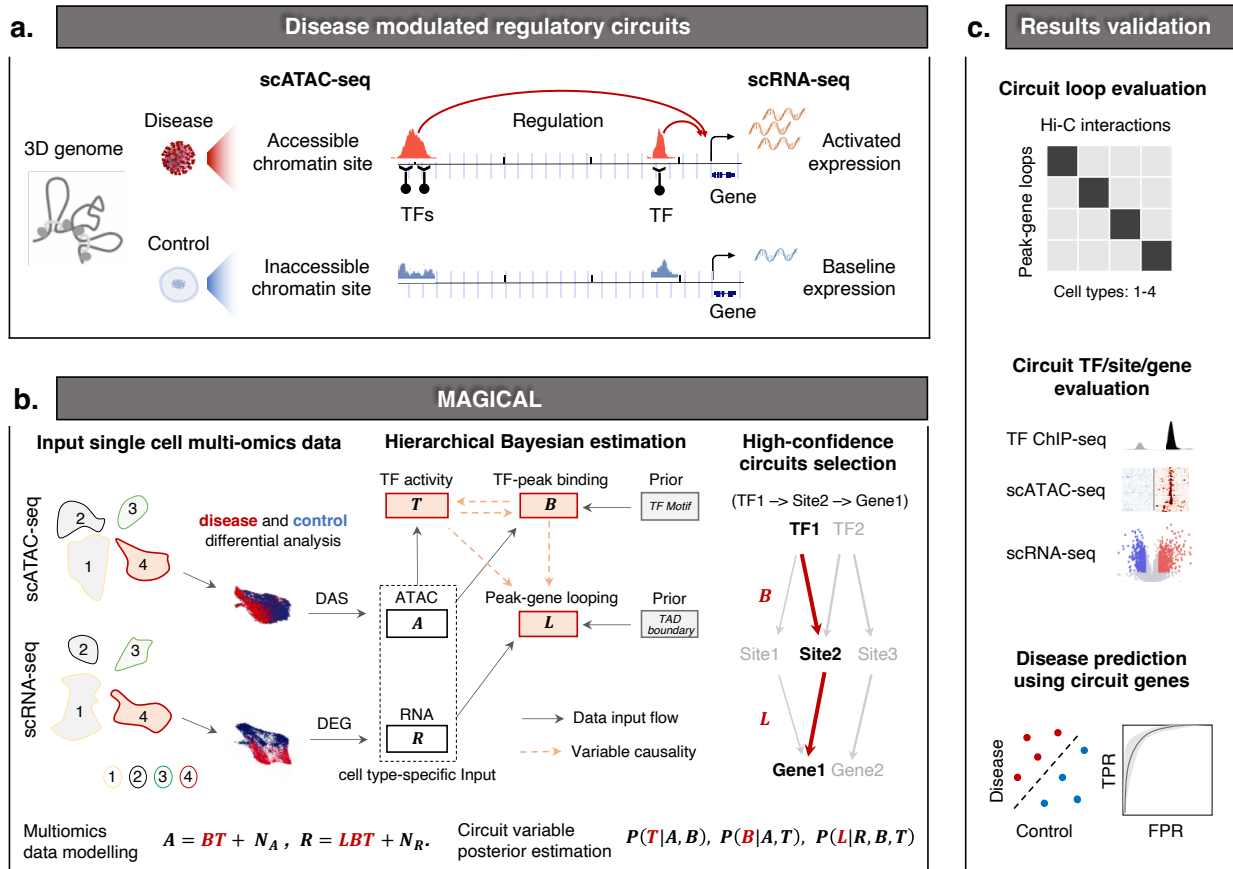 a.
Disease modulated regulatory circuits
scATAC-seq
scRNA-seq
3D genome
Disease
Accessible
chromatin site
Regulation
Activated
expression
TFs
TF
Gene
Control
Inaccessible
chromatin site
Baseline
expression
Gene
b.
MAGICAL
Input single cell multi-omics data
Hierarchical Bayesian estimation
High-confidence
circuits selection
scATAC-seq
2
3
1
4
disease and control
differential analysis
DAS
TF activity
T
TF-peak binding
B
Prior
TF Motif
ATAC
A
Peak-gene looping
L
Prior
TAD
boundary
scRNA-seq
2
3
1
4
DEG
RNA
R
cell type-specific Input
Data input flow
Variable causality
1 2 3 4
(TF1 –> Site2 –> Gene1)
TF1 TF2
B
Site1 Site2 Site3
L
Gene1 Gene2
Multiomics
data modelling
A = BT + N_A , R = LBT + N_R.
Circuit variable
posterior estimation
P(T|A, B), P(B|A, T), P(L|R, B, T)
c.
Results validation
Circuit loop evaluation
Hi-C interactions
Peak-gene loops
Cell types: 1-4
Circuit TF/site/gene
evaluation
TF ChIP-seq
scATAC-seq
scRNA-seq
Disease prediction
using circuit genes
Disease
Control
TPR
FPR